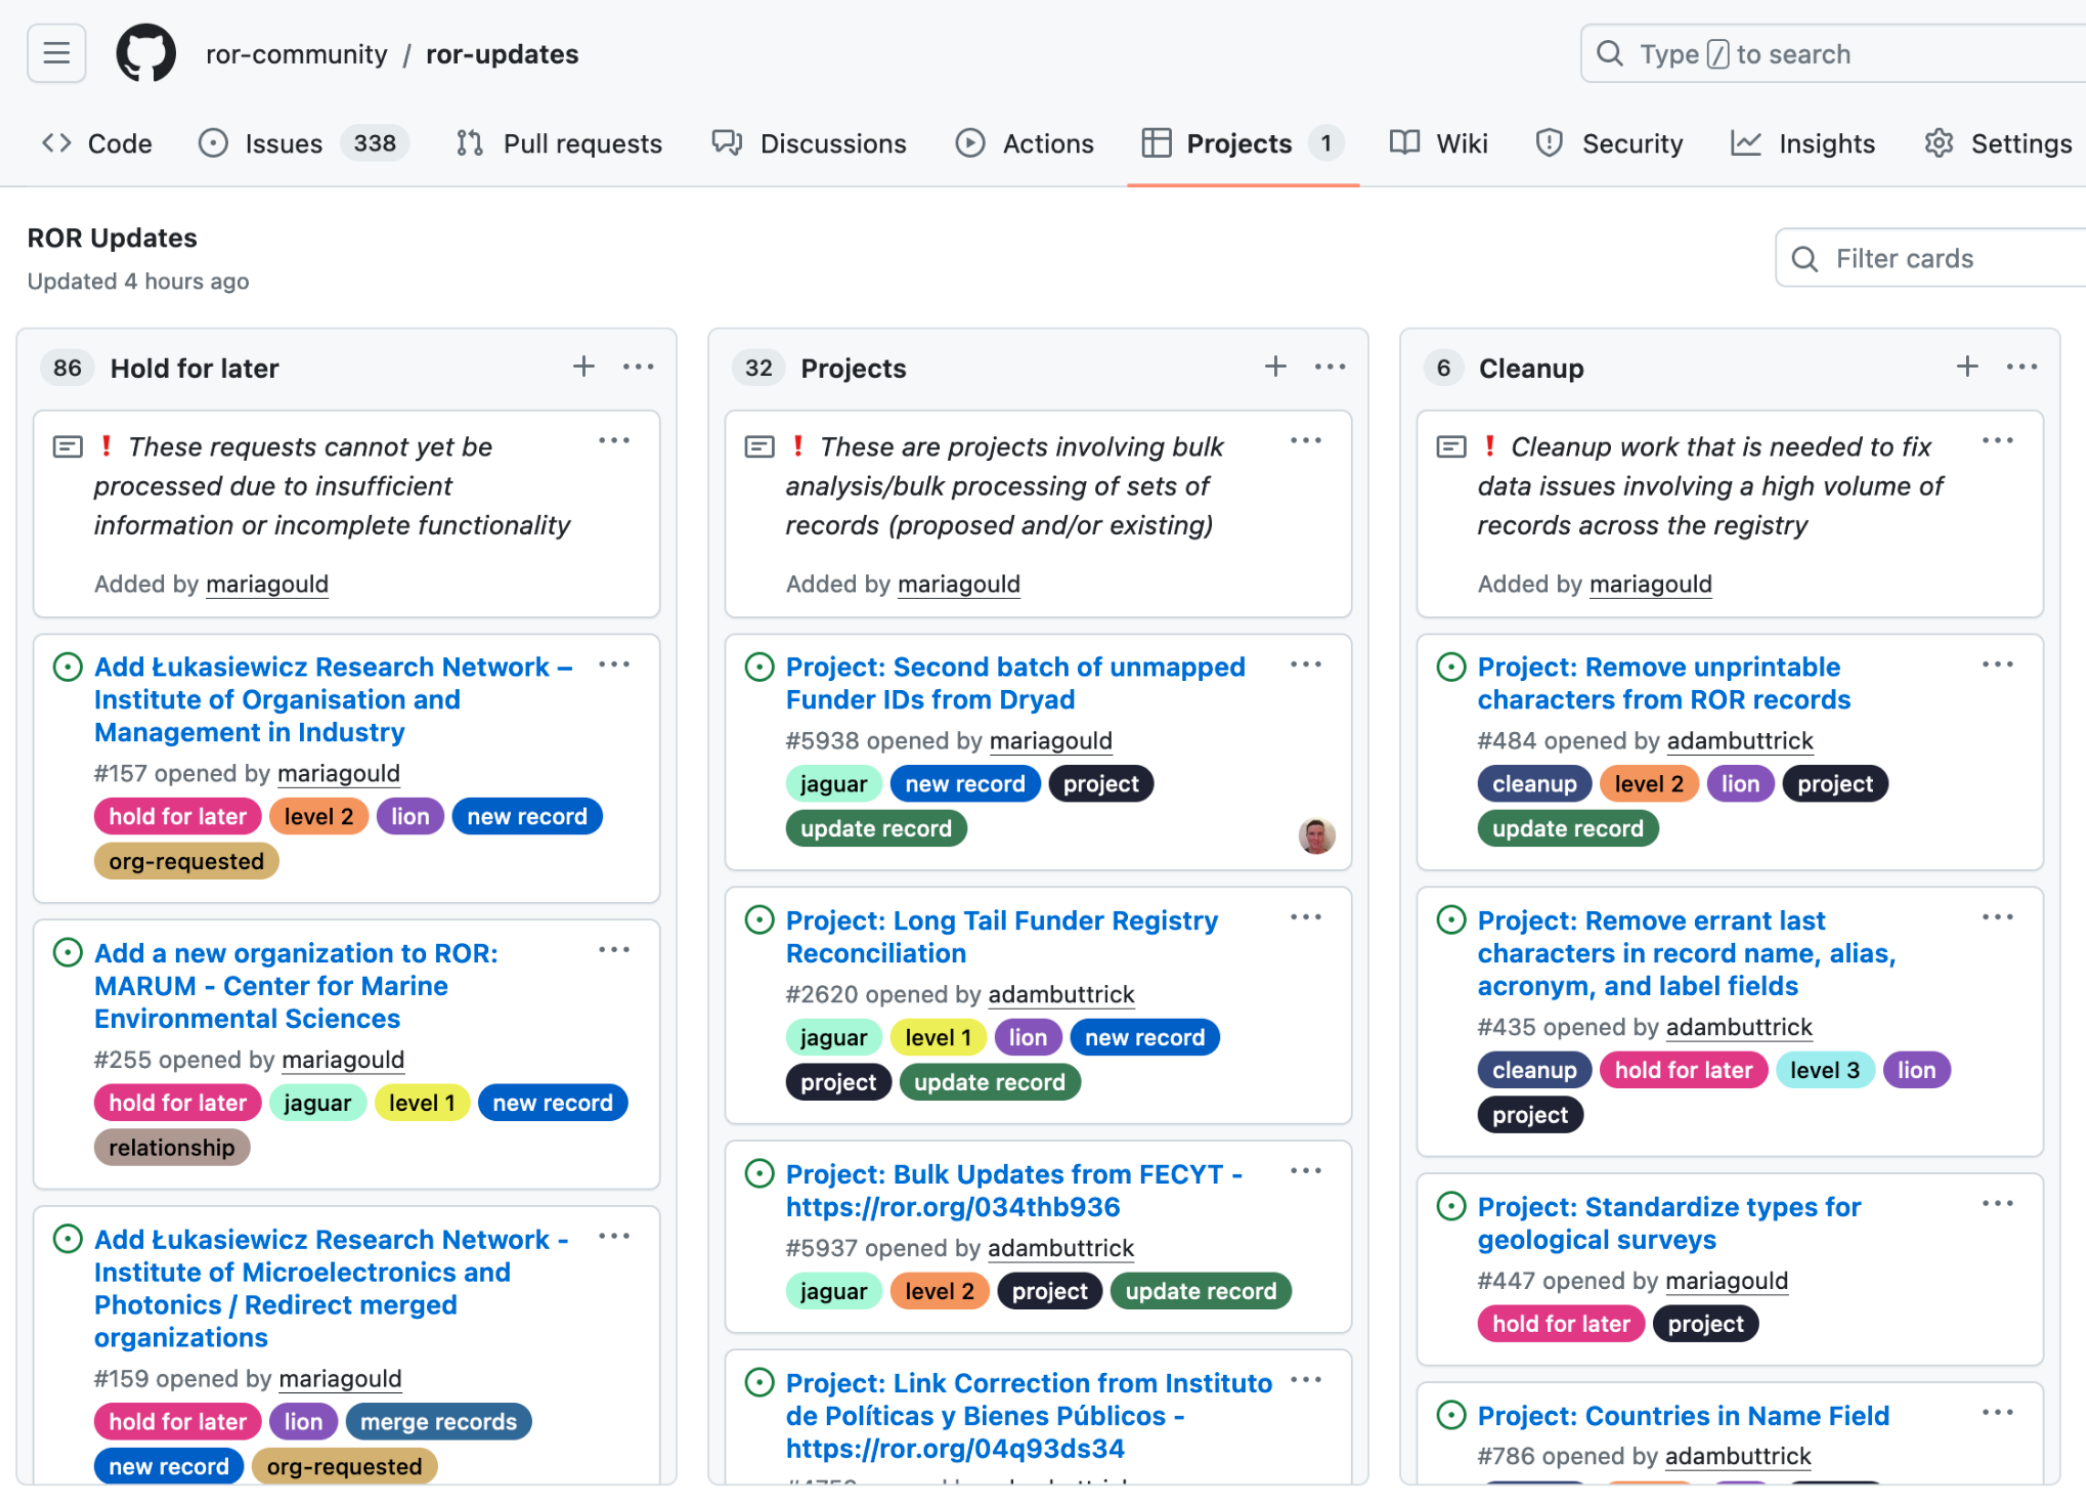 ror-community / ror-updates
Type / to search
Code Issues 338 Pull requests Discussions Actions Projects 1 Wiki Security Insights Settings
ROR Updates
Updated 4 hours ago
Filter cards
86 Hold for later
! These requests cannot yet be
processed due to insufficient
information or incomplete functionality
Added by mariagould
Add Łukasiewicz Research Network –
Institute of Organisation and
Management in Industry
#157 opened by mariagould
hold for later level 2 lion new record
org-requested
Add a new organization to ROR:
MARUM - Center for Marine
Environmental Sciences
#255 opened by mariagould
hold for later jaguar level 1 new record
relationship
Add Łukasiewicz Research Network -
Institute of Microelectronics and
Photonics / Redirect merged
organizations
#159 opened by mariagould
hold for later lion merge records
new record org-requested
32 Projects
! These are projects involving bulk
analysis/bulk processing of sets of
records (proposed and/or existing)
Added by mariagould
Project: Second batch of unmapped
Funder IDs from Dryad
#5938 opened by mariagould
jaguar new record project
update record
Project: Long Tail Funder Registry
Reconciliation
#2620 opened by adambuttrick
jaguar level 1 lion new record
project update record
Project: Bulk Updates from FECYT -
https://ror.org/034thb936
#5937 opened by adambuttrick
jaguar level 2 project update record
Project: Link Correction from Instituto
de Políticas y Bienes Públicos -
https://ror.org/04q93ds34
6 Cleanup
! Cleanup work that is needed to fix
data issues involving a high volume of
records across the registry
Added by mariagould
Project: Remove unprintable
characters from ROR records
#484 opened by adambuttrick
cleanup level 2 lion project
update record
Project: Remove errant last
characters in record name, alias,
acronym, and label fields
#435 opened by adambuttrick
cleanup hold for later level 3 lion
project
Project: Standardize types for
geological surveys
#447 opened by mariagould
hold for later project
Project: Countries in Name Field
#786 opened by adambuttrick